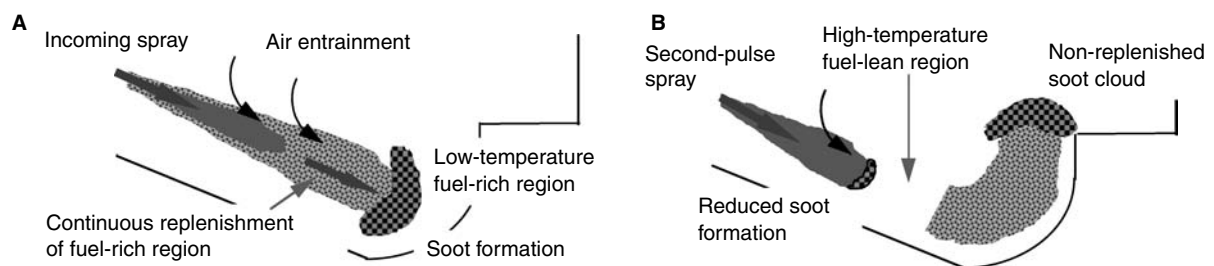 A
Incoming spray
Air entrainment
Low-temperature
fuel-rich region
Continuous replenishment
of fuel-rich region
Soot formation
B
Second-pulse
spray
High-temperature
fuel-lean region
Non-replenished
soot cloud
Reduced soot
formation